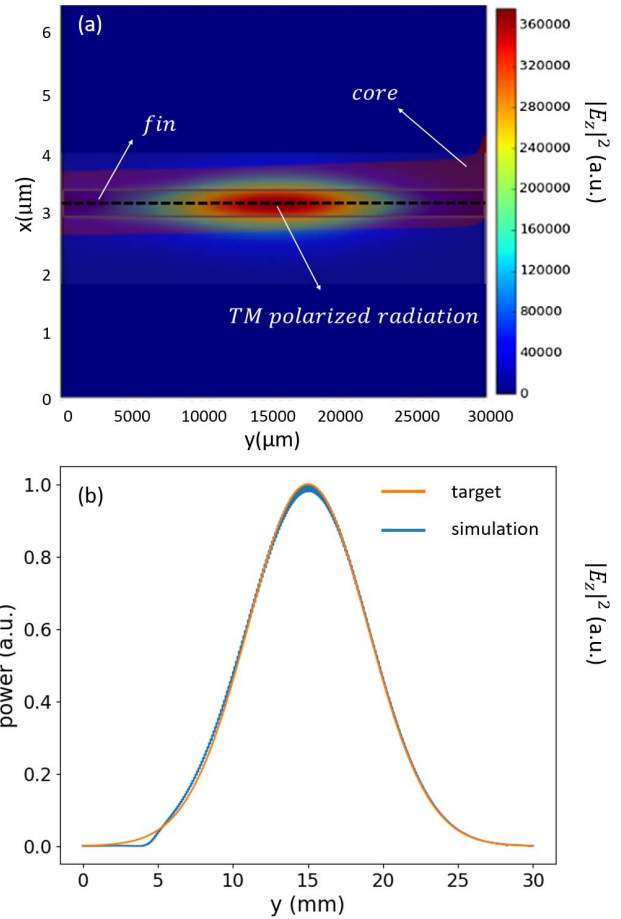 (a)
6
5
4
3
2
1
0
x(μm)
fin
core
TM polarized radiation
0 5000 10000 15000 20000 25000 30000
y(μm)
360000
320000
280000
240000
200000
160000
120000
80000
40000
0
|E_z|² (a.u.)
(b)
target
simulation
1.0
0.8
0.6
0.4
0.2
0.0
power (a.u.)
0 5 10 15 20 25 30
y (mm)
|E_z|² (a.u.)